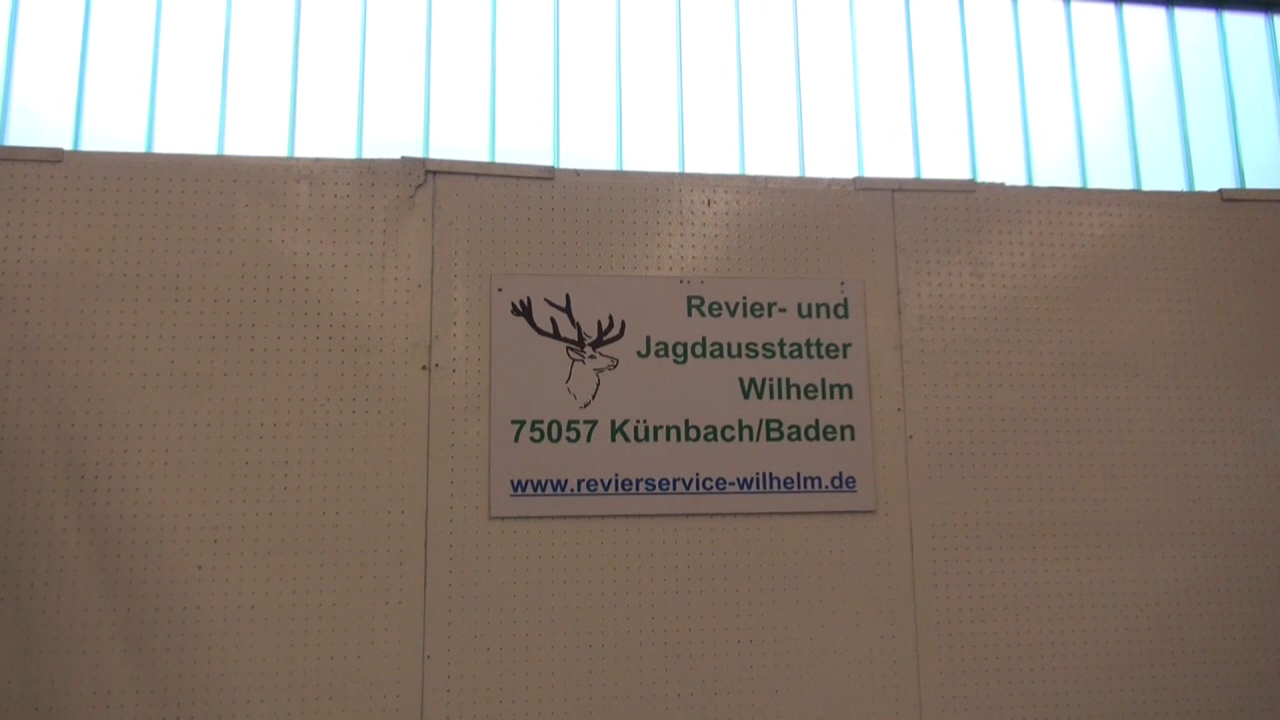 Revier- und
Jagdausstatter
Wilhelm
75057 Kürnbach/Baden
www.revierservice-wilhelm.de